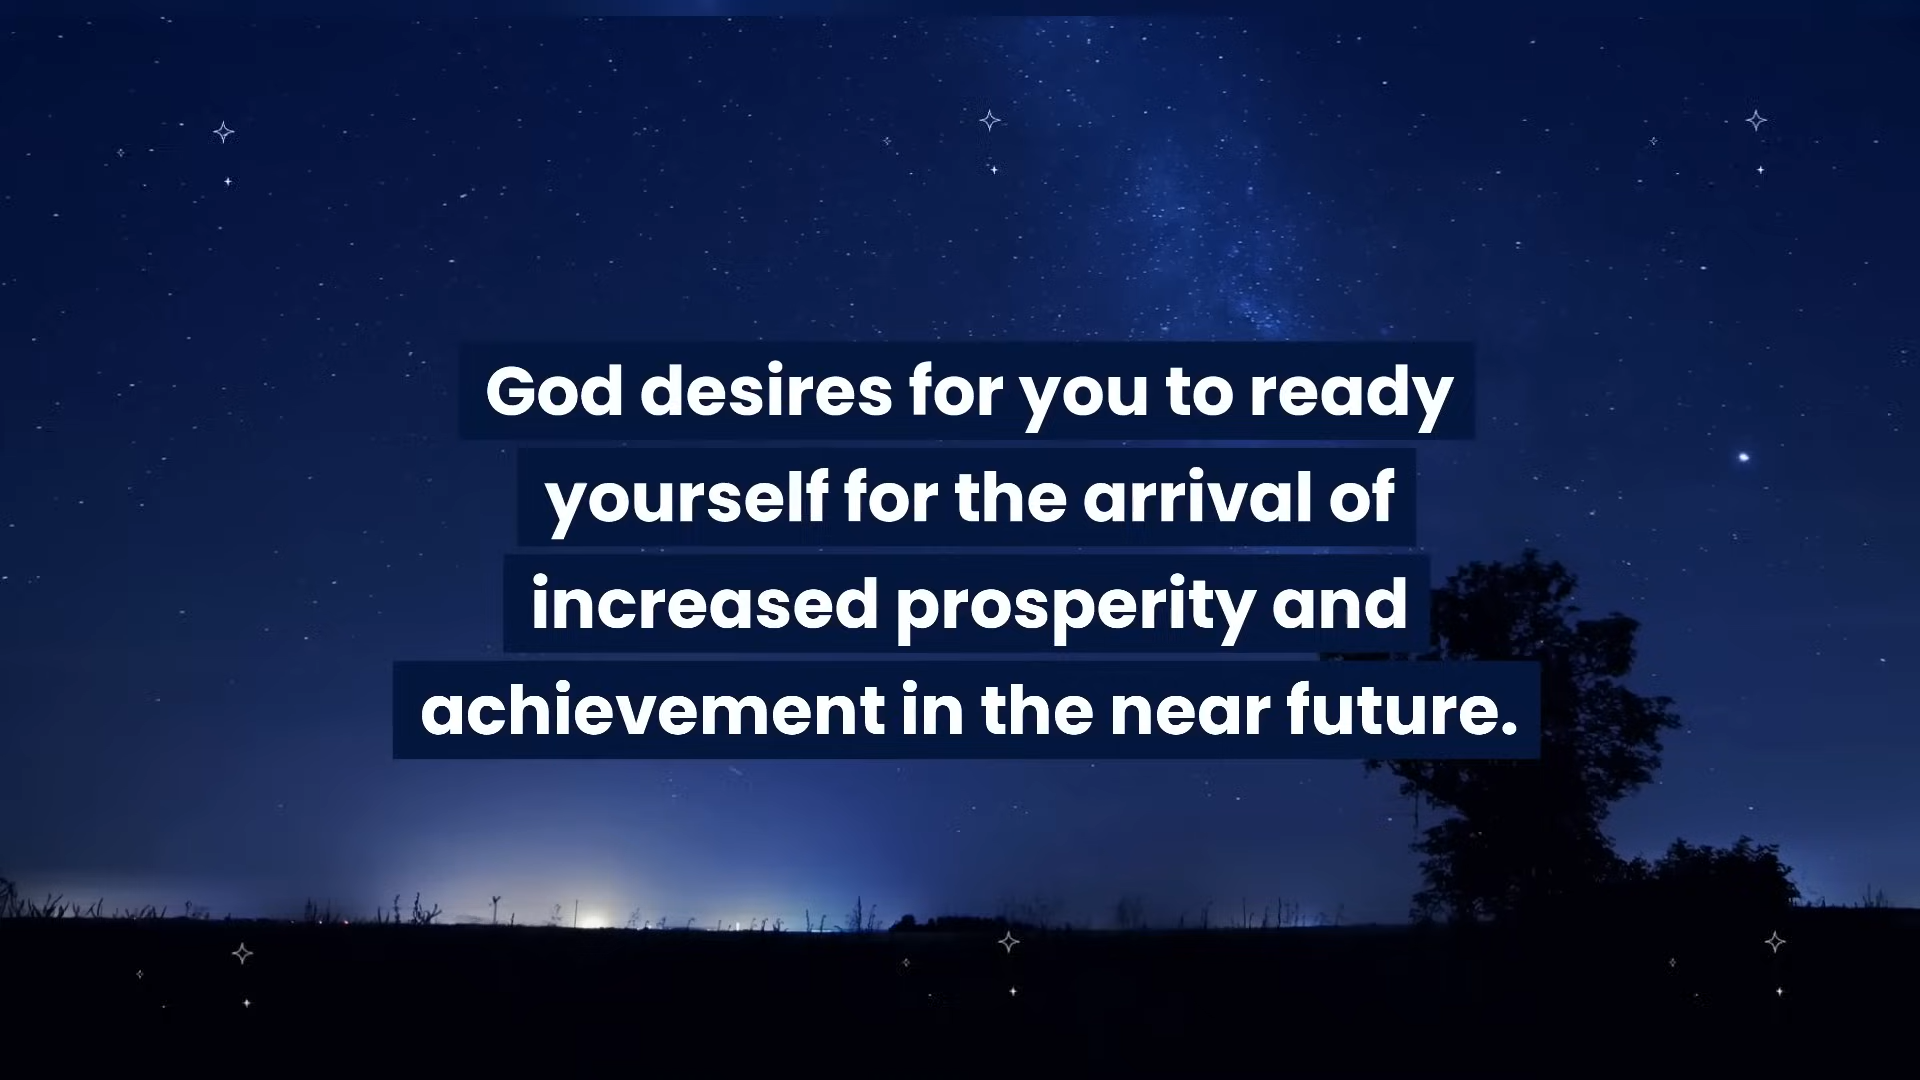 God desires for you to ready
yourself for the arrival of
increased prosperity and
achievement in the near future.